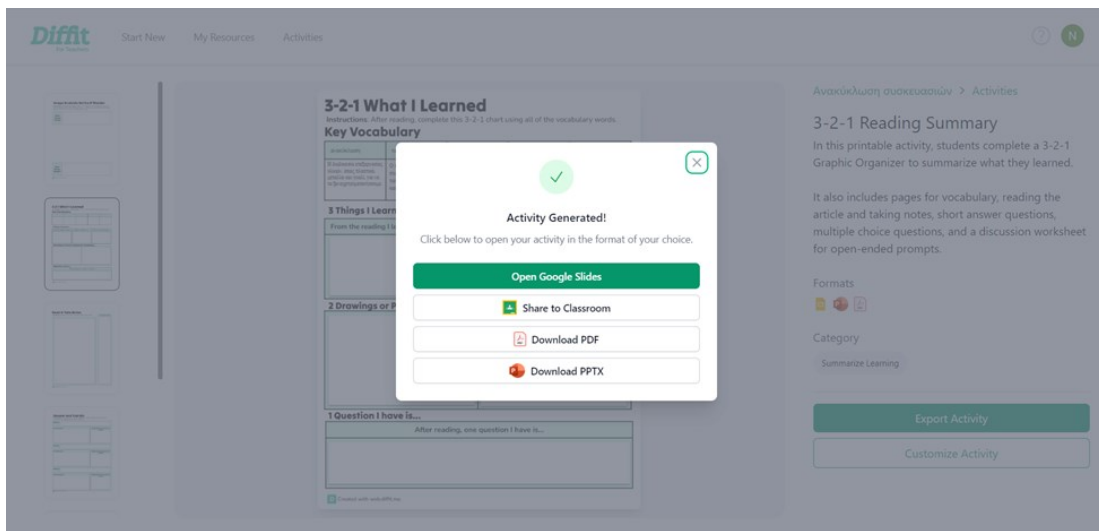 Diffit
For Teachers
Start New My Resources Activities
?
N
Ανακύκλωση συσκευασιών > Activities
3-2-1 Reading Summary
In this printable activity, students complete a 3-2-1
Graphic Organizer to summarize what they learned.
It also includes pages for vocabulary, reading the
article and taking notes, short answer questions,
multiple choice questions, and a discussion worksheet
for open-ended prompts.
Formats
Category
Summarize Learning
Export Activity
Customize Activity
3-2-1 What I Learned
Instructions: After reading, complete this 3-2-1 chart using all of the vocabulary words.
Key Vocabulary
3 Things I Learn
From the reading I
2 Drawings or P
1 Question I have is...
After reading, one question I have is...
Activity Generated!
Click below to open your activity in the format of your choice.
Open Google Slides
Share to Classroom
Download PDF
Download PPTX